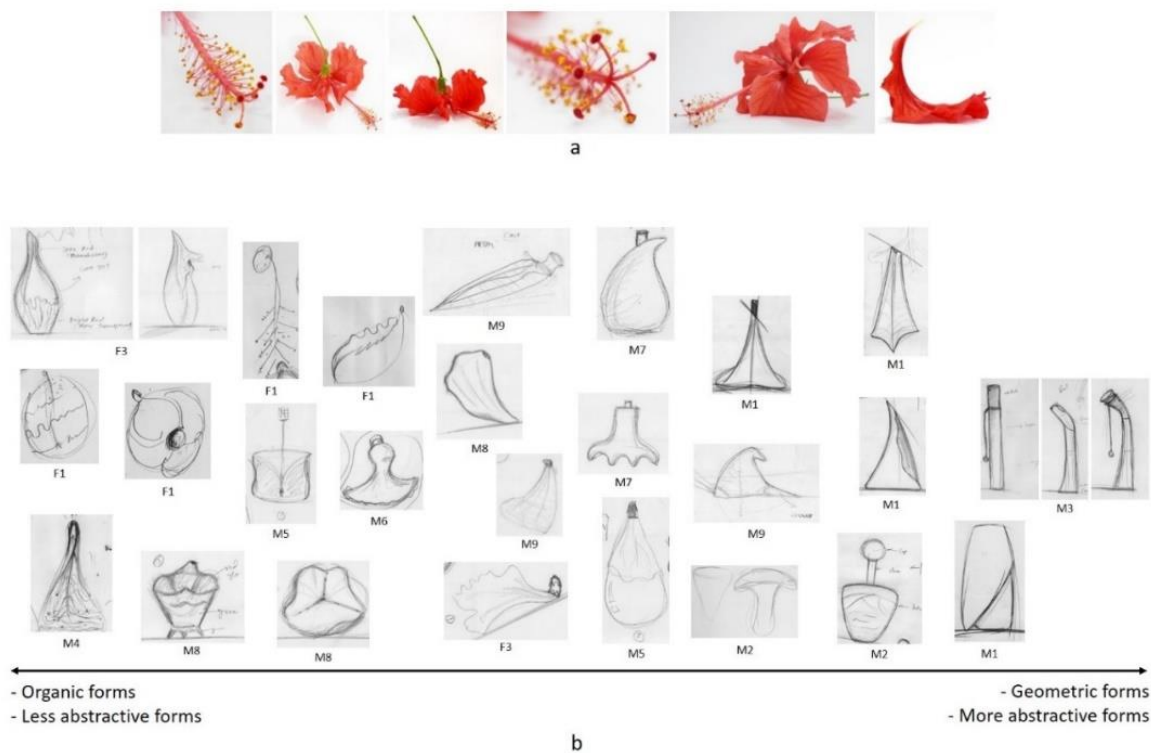 a
F3
F1
F1
M9
M7
M1
M1
F1
F1
M5
M6
M8
M9
M7
M9
M1
M3
M4
M8
M8
F3
M5
M2
M2
M1
- Organic forms
- Less abstractive forms
- Geometric forms
- More abstractive forms
b